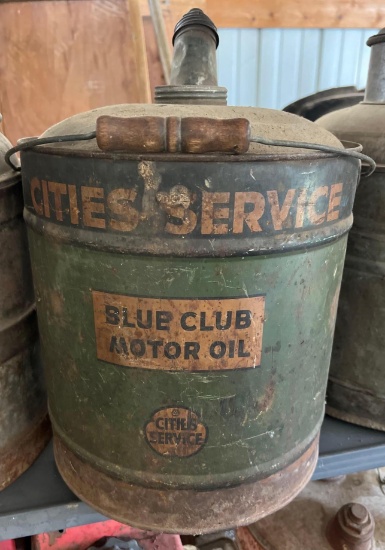 CITIES SERVICE
BLUE CLUB
MOTOR OIL
CITIES
SERVICE